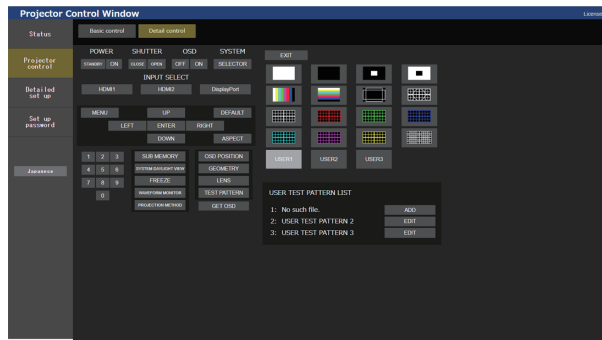 Projector Control Window
License
Status
Basic control
Detail control
POWER
SHUTTER
OSD
SYSTEM
STANDBY
ON
CLOSE
OPEN
OFF
ON
SELECTOR
EXIT
Projector
control
INPUT SELECT
HDMI1
HDMI2
DisplayPort
Detailed
set up
MENU
UP
DEFAULT
LEFT
ENTER
RIGHT
DOWN
ASPECT
Set up
password
1 2 3
4 5 6
7 8 9
0
SUB MEMORY
SYSTEM DAYLIGHT VIEW
FREEZE
WAVEFORM MONITOR
PROJECTION METHOD
OSD POSITION
GEOMETRY
LENS
TEST PATTERN
GET OSD
USER1
USER2
USER3
Japanese
USER TEST PATTERN LIST
1: No such file.
ADD
2: USER TEST PATTERN 2
EDIT
3: USER TEST PATTERN 3
EDIT